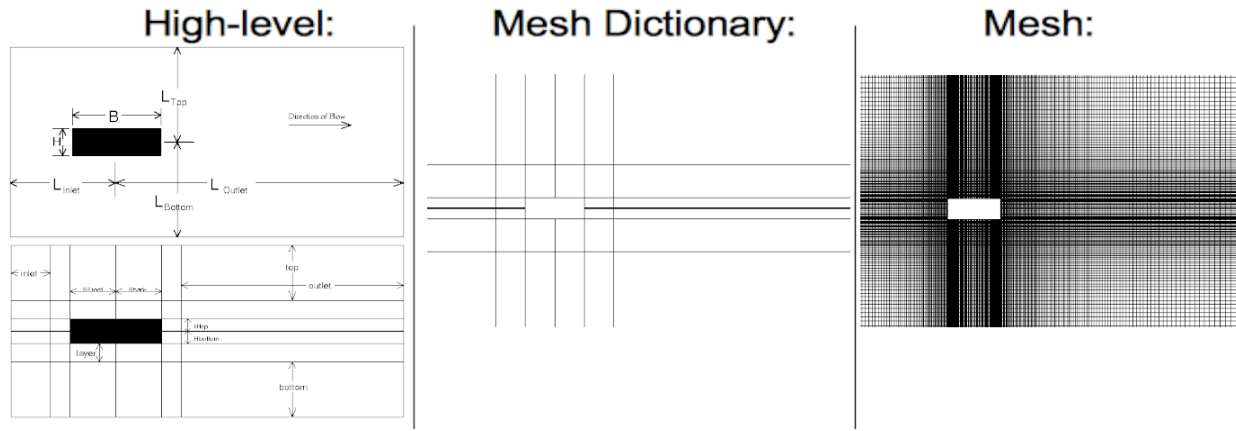 High-level:
Mesh Dictionary:
Mesh:
L Top
B
Direction of Flow
H
L Inlet
L Outlet
L Bottom
inlet
top
outlet
Htop
Hbottom
layer
bottom